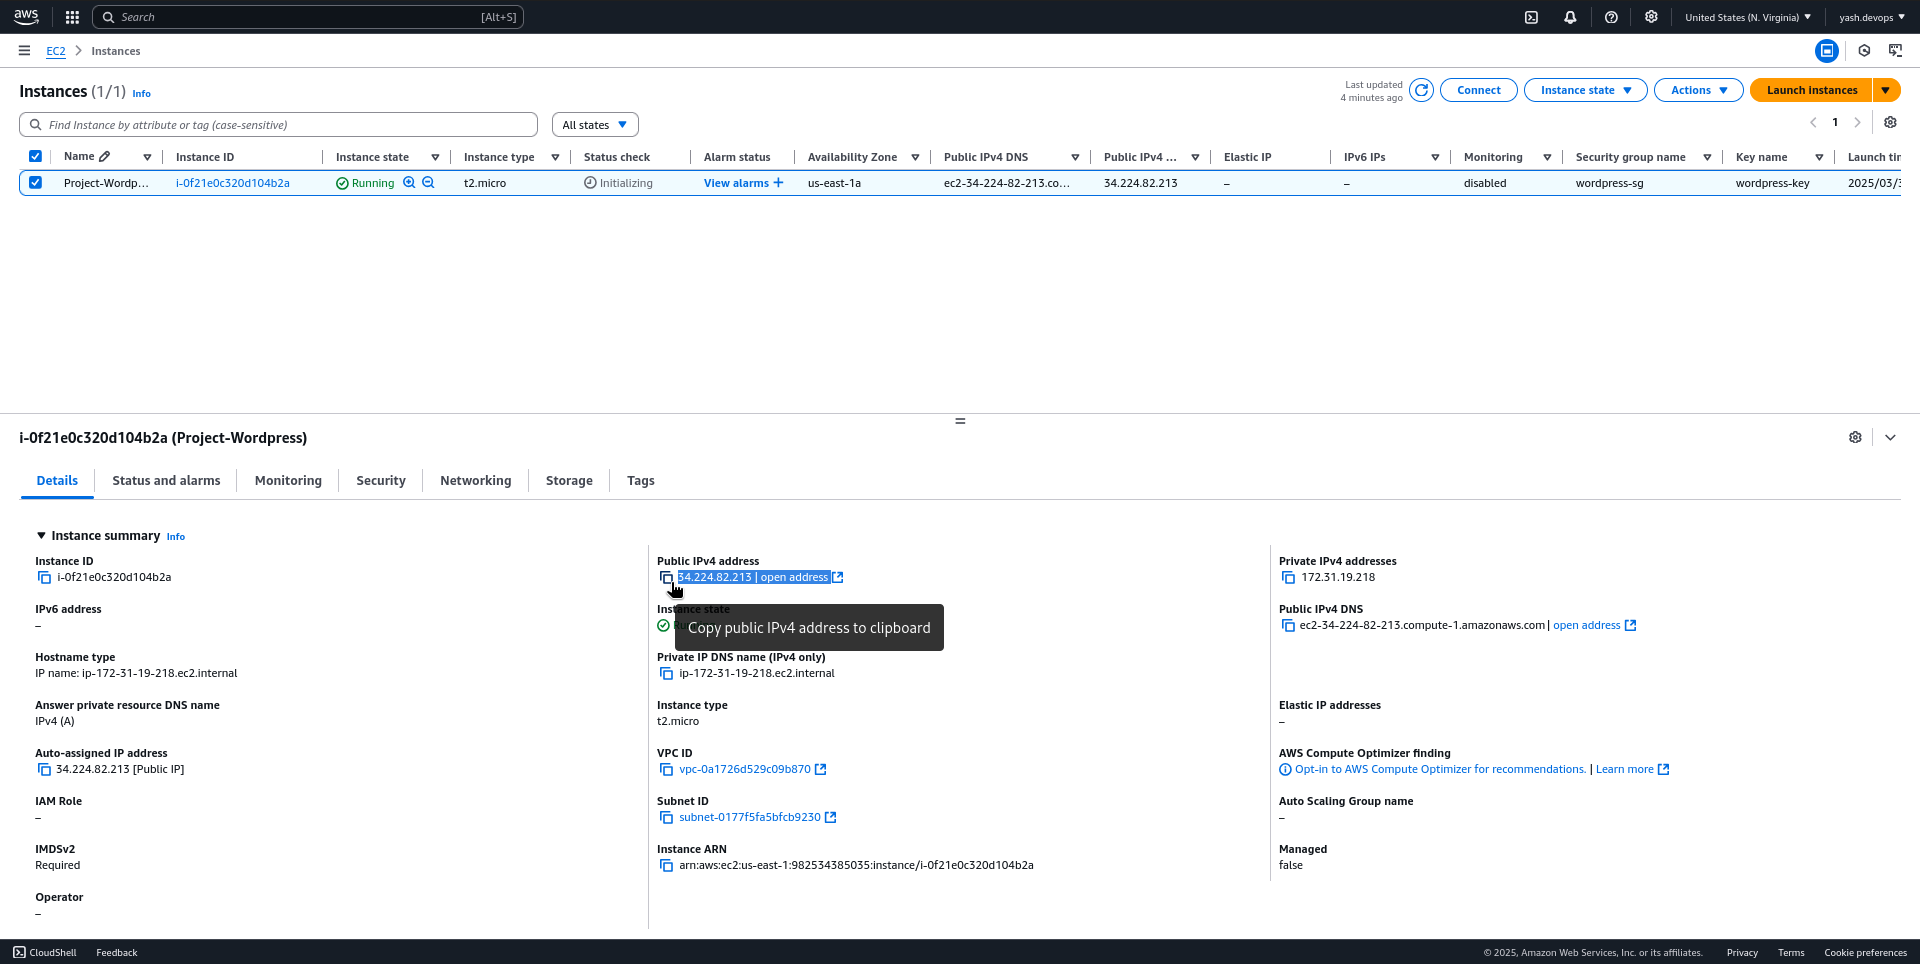 aws Search [Alt+S] United States (N. Virginia) yash.devops
EC2 Instances
Instances (1/1) Info
Last updated
4 minutes ago
Connect Instance state Actions Launch instances
Find Instance by attribute or tag (case-sensitive) All states 1
Name Instance ID Instance state Instance type Status check Alarm status Availability Zone Public IPv4 DNS Public IPv4 ... Elastic IP IPv6 IPs Monitoring Security group name Key name Launch tir
Project-Wordp... i-0f21e0c320d104b2a Running t2.micro Initializing View alarms + us-east-1a ec2-34-224-82-213.co... 34.224.82.213 – – disabled wordpress-sg wordpress-key 2025/03/3
i-0f21e0c320d104b2a (Project-Wordpress)
Details Status and alarms Monitoring Security Networking Storage Tags
Instance summary Info
Instance ID
i-0f21e0c320d104b2a
Public IPv4 address
34.224.82.213 | open address
Private IPv4 addresses
172.31.19.218
IPv6 address
–
Instance state
Copy public IPv4 address to clipboard
Public IPv4 DNS
ec2-34-224-82-213.compute-1.amazonaws.com | open address
Hostname type
IP name: ip-172-31-19-218.ec2.internal
Private IP DNS name (IPv4 only)
ip-172-31-19-218.ec2.internal
Answer private resource DNS name
IPv4 (A)
Instance type
t2.micro
Elastic IP addresses
–
Auto-assigned IP address
34.224.82.213 [Public IP]
VPC ID
vpc-0a1726d529c09b870
AWS Compute Optimizer finding
Opt-in to AWS Compute Optimizer for recommendations. | Learn more
IAM Role
–
Subnet ID
subnet-0177f5fa5bfcb9230
Auto Scaling Group name
–
IMDSv2
Required
Instance ARN
arn:aws:ec2:us-east-1:982534385035:instance/i-0f21e0c320d104b2a
Managed
false
Operator
–
CloudShell Feedback © 2025, Amazon Web Services, Inc. or its affiliates. Privacy Terms Cookie preferences